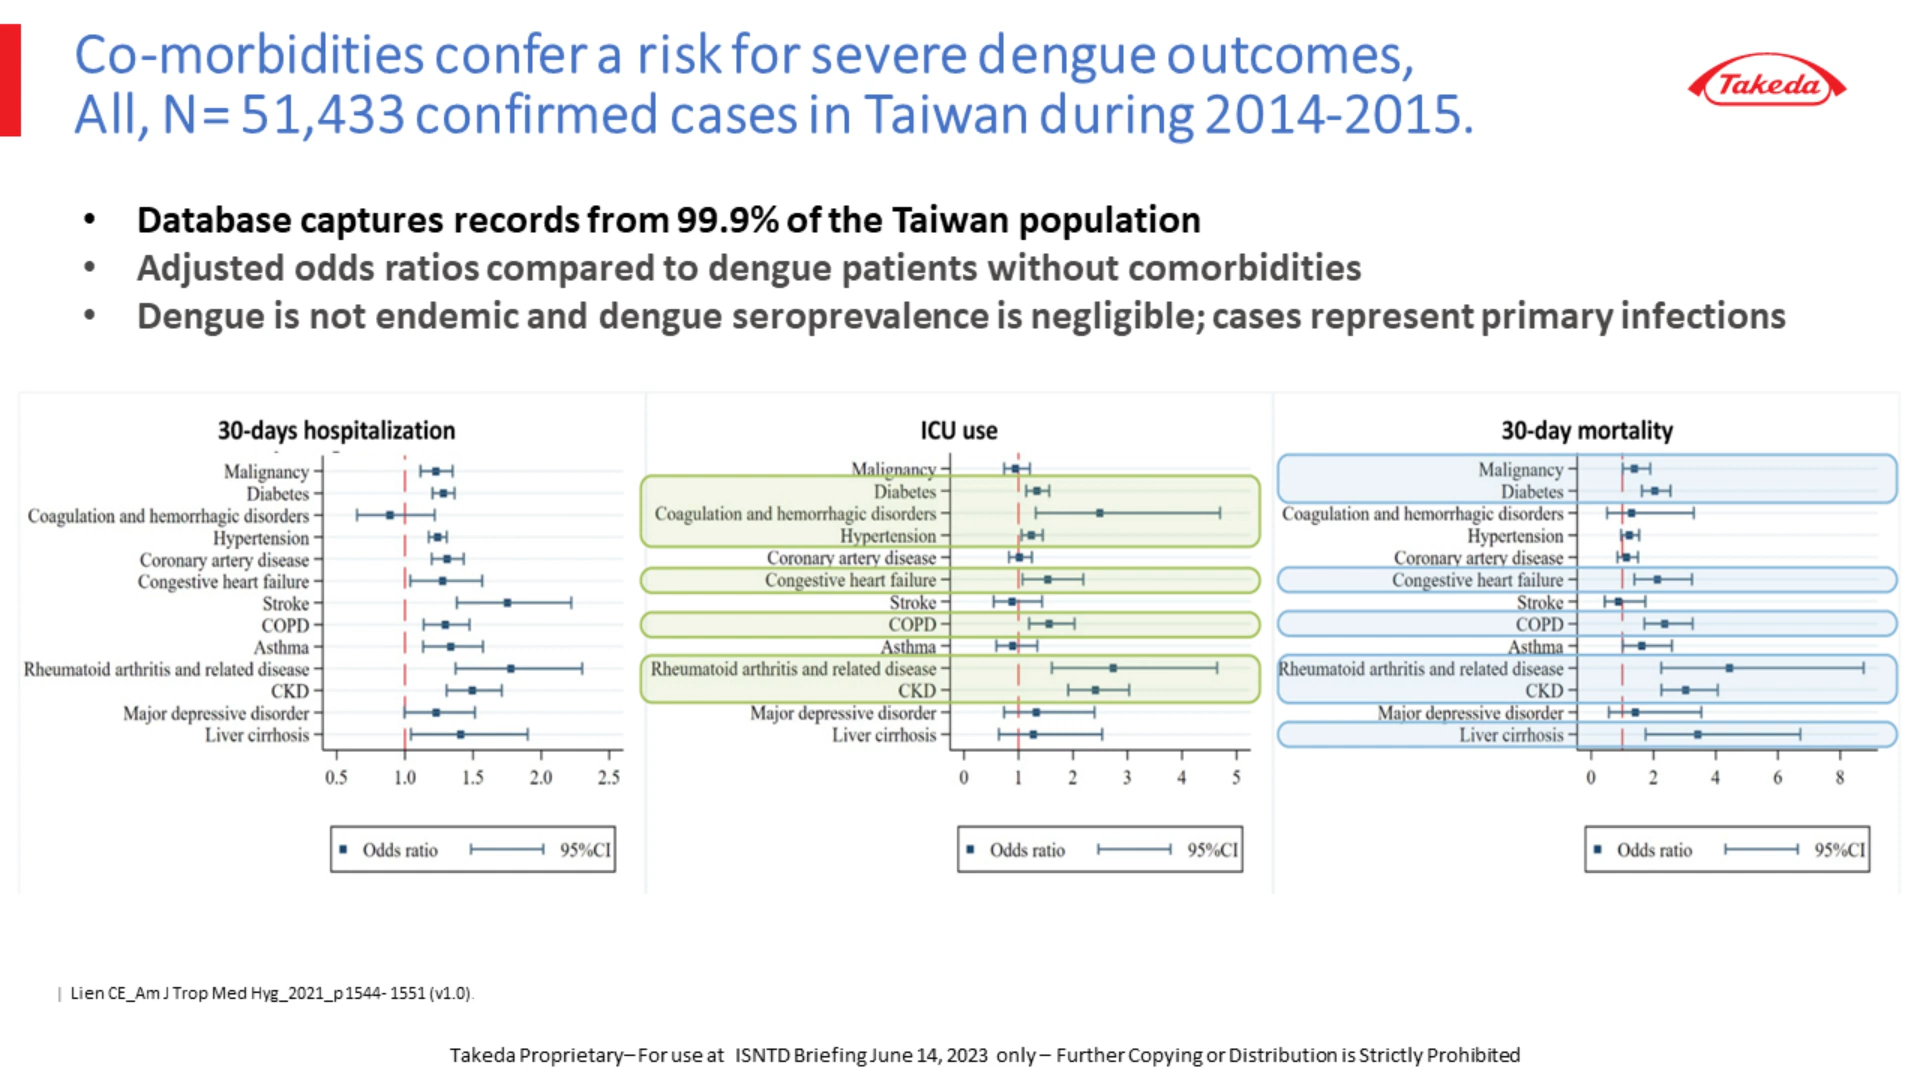 Co-morbidities confer a risk for severe dengue outcomes,
All, N= 51,433 confirmed cases in Taiwan during 2014-2015.
Takeda
• Database captures records from 99.9% of the Taiwan population
• Adjusted odds ratios compared to dengue patients without comorbidities
• Dengue is not endemic and dengue seroprevalence is negligible; cases represent primary infections
30-days hospitalization
Malignancy
Diabetes
Coagulation and hemorrhagic disorders
Hypertension
Coronary artery disease
Congestive heart failure
Stroke
COPD
Asthma
Rheumatoid arthritis and related disease
CKD
Major depressive disorder
Liver cirrhosis
0.5 1.0 1.5 2.0 2.5
Odds ratio 95%CI
ICU use
Malignancy
Diabetes
Coagulation and hemorrhagic disorders
Hypertension
Coronary artery disease
Congestive heart failure
Stroke
COPD
Asthma
Rheumatoid arthritis and related disease
CKD
Major depressive disorder
Liver cirrhosis
0 1 2 3 4 5
Odds ratio 95%CI
30-day mortality
Malignancy
Diabetes
Coagulation and hemorrhagic disorders
Hypertension
Coronary artery disease
Congestive heart failure
Stroke
COPD
Asthma
Rheumatoid arthritis and related disease
CKD
Major depressive disorder
Liver cirrhosis
0 2 4 6 8
Odds ratio 95%CI
| Lien CE_Am J Trop Med Hyg_2021_p1544- 1551 (v1.0).
Takeda Proprietary– For use at ISNTD Briefing June 14, 2023 only – Further Copying or Distribution is Strictly Prohibited